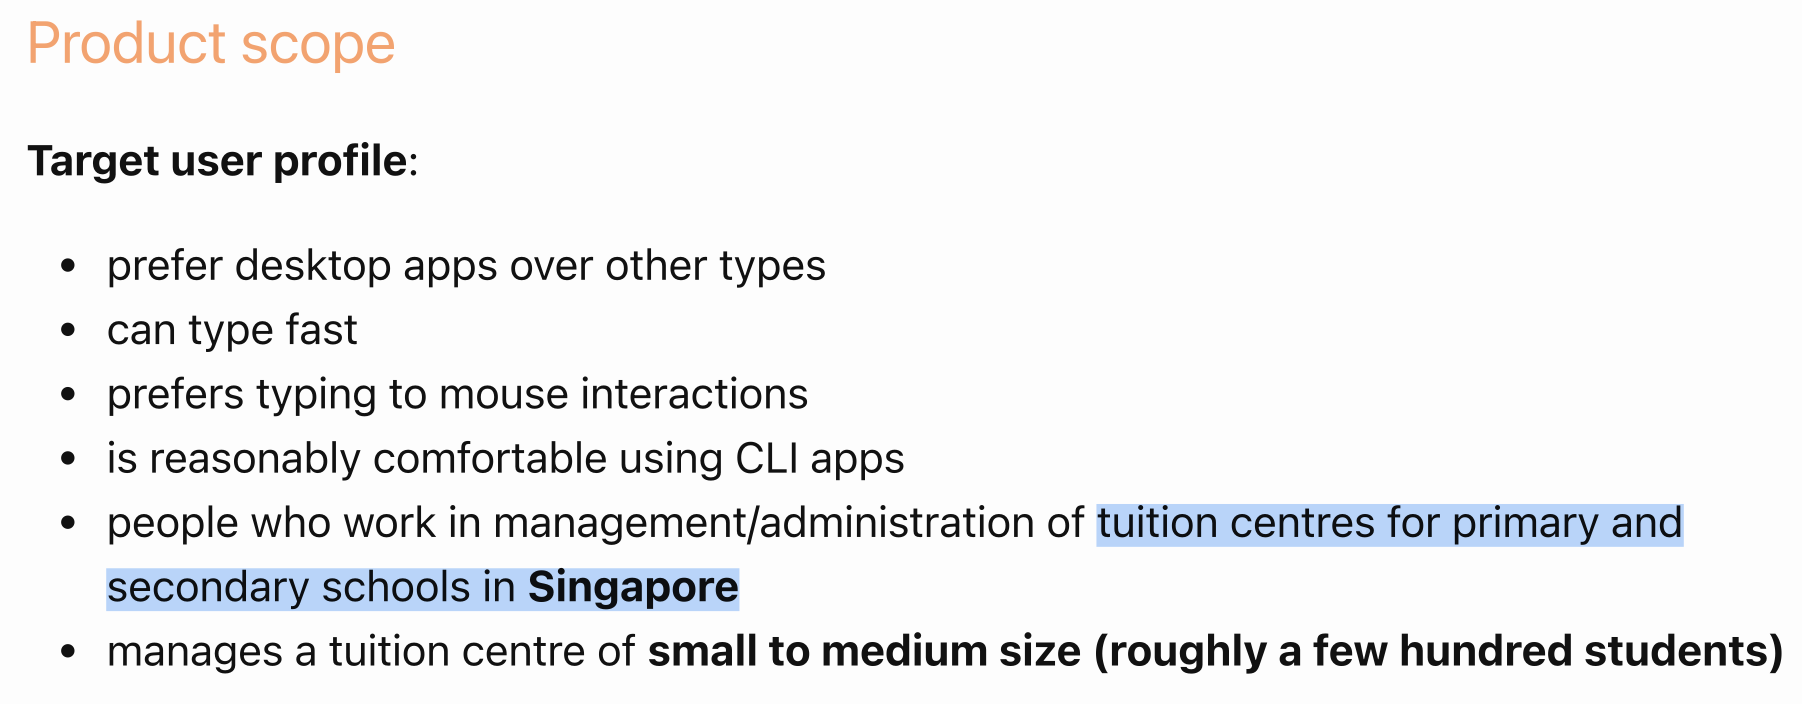 Product scope
Target user profile:
• prefer desktop apps over other types
• can type fast
• prefers typing to mouse interactions
• is reasonably comfortable using CLI apps
• people who work in management/administration of tuition centres for primary and
secondary schools in Singapore
• manages a tuition centre of small to medium size (roughly a few hundred students)